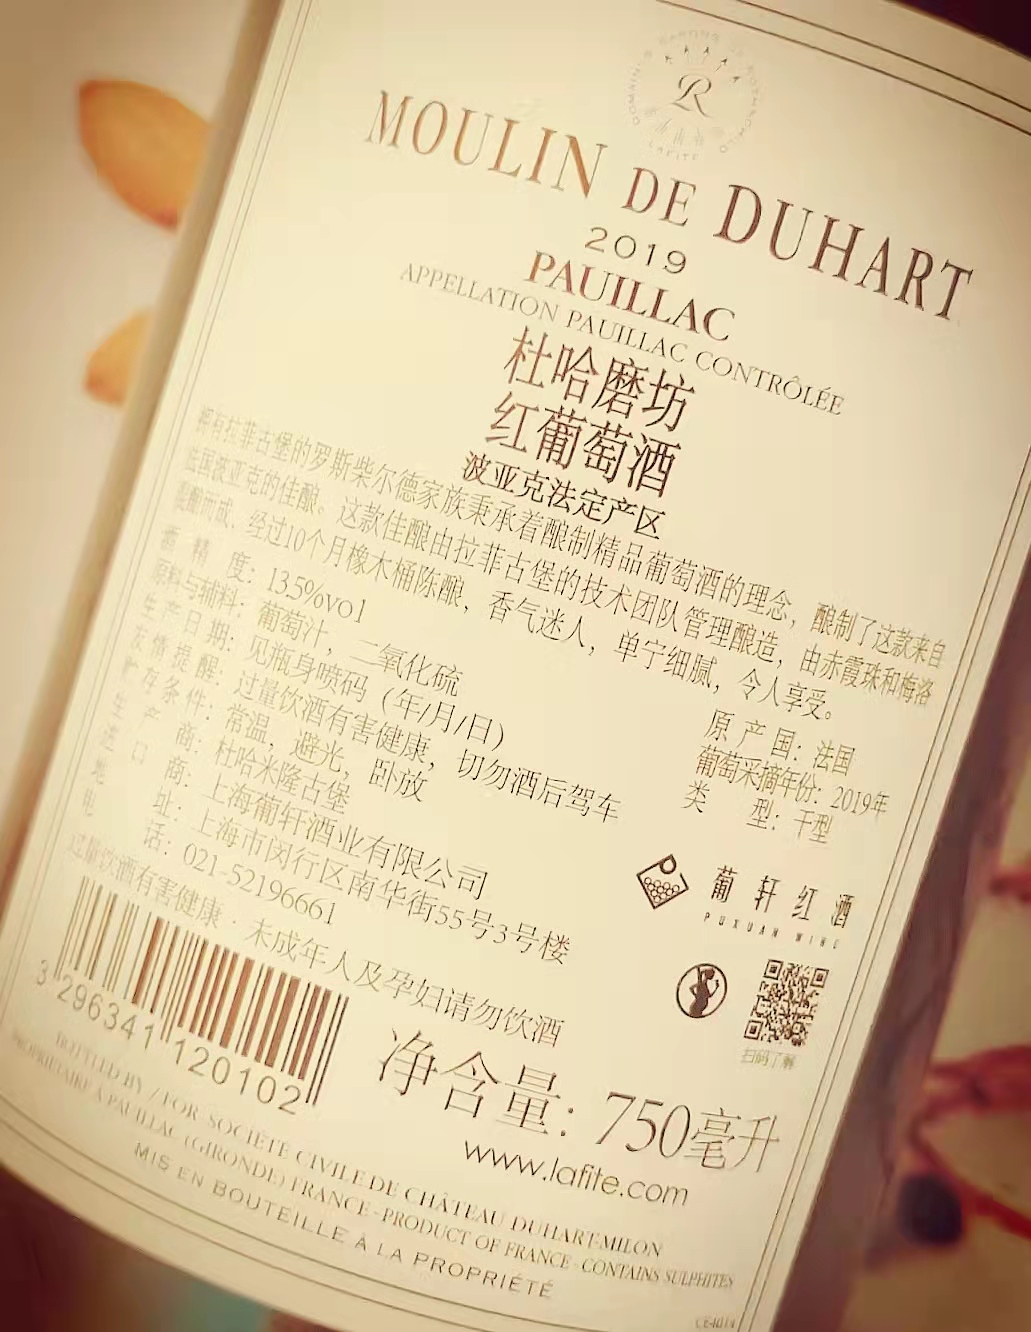 DOMAINES BARONS DE ROTHSCHILD
R
LAFITE
MOULIN DE DUHART
2019
PAUILLAC
APPELLATION PAUILLAC CONTRÔLÉE
杜哈磨坊
红葡萄酒
波亚克法定产区
拥有拉菲古堡的罗斯柴尔德家族秉承着酿制精品葡萄酒的理念，酿制了这款来自
法国波亚克的佳酿。这款佳酿由拉菲古堡的技术团队管理酿造，由赤霞珠和梅洛
混酿而成，经过10个月橡木桶陈酿，香气迷人，单宁细腻，令人享受。
酒精度：13.5%vol
原料与辅料：葡萄汁，二氧化硫
生产日期：见瓶身喷码（年/月/日）
友情提醒：过量饮酒有害健康，切勿酒后驾车
贮存条件：常温，避光，卧放
生产商：杜哈米隆古堡
进口商：上海葡轩酒业有限公司
地址：上海市闵行区南华街55号3号楼
电话：021-52196661
过量饮酒有害健康·未成年人及孕妇请勿饮酒
原产国：法国
葡萄采摘年份：2019年
类型：干型
葡轩红酒
PUXUAN WINE
扫码了解
3 296341 120102
净含量：750毫升
www.lafite.com
BOTTLED BY / FOR SOCIÉTÉ CIVILE DE CHÂTEAU DUHART-MILON
PROPRIÉTAIRE À PAUILLAC (GIRONDE) FRANCE - PRODUCT OF FRANCE - CONTAINS SULPHITES
MIS EN BOUTEILLE À LA PROPRIÉTÉ